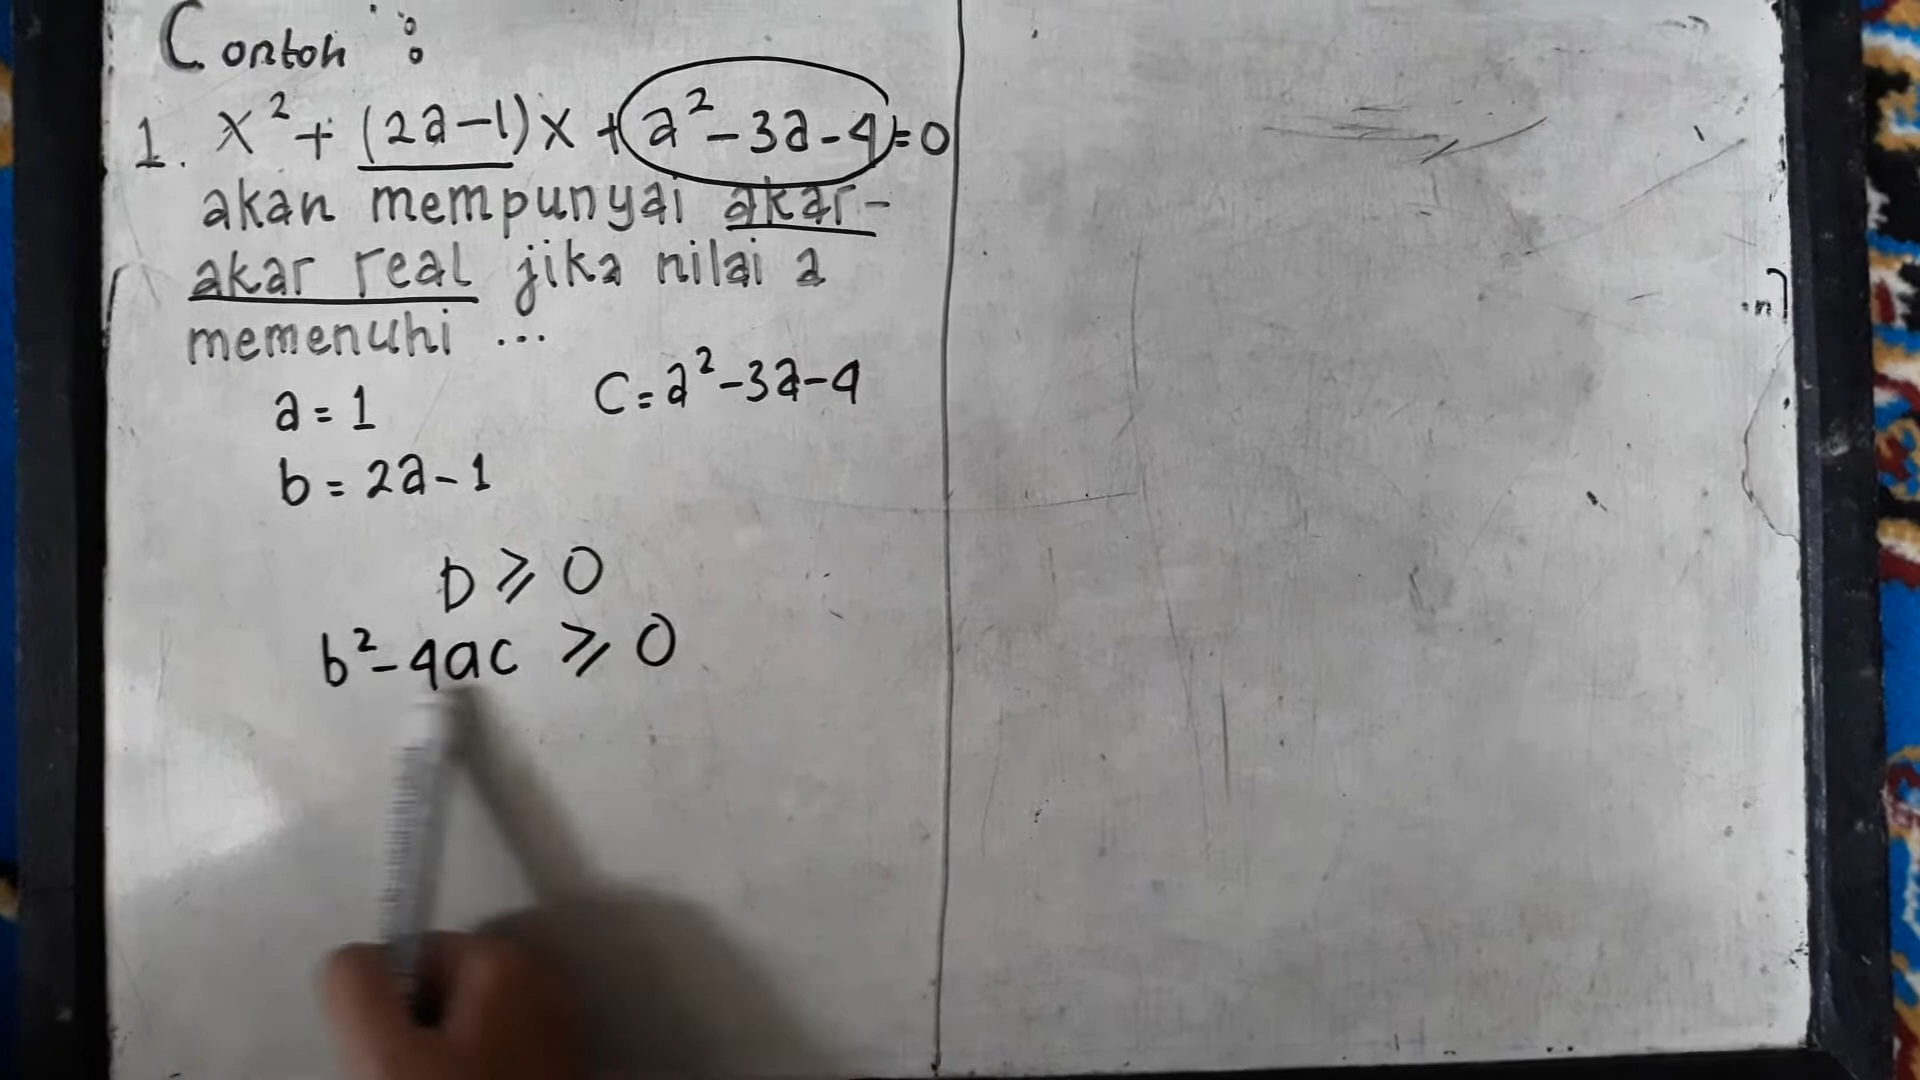 Contoh :
1. x² + (2a-1)x + a² - 3a - 4 = 0
akan mempunyai akar-
akar real jika nilai a
memenuhi ...
a = 1
c = a² - 3a - 4
b = 2a - 1
D ⩾ 0
b² - 4ac ⩾ 0